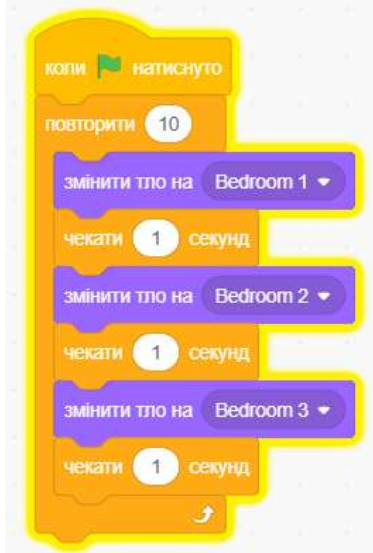 коли натиснуто
повторити 10
змінити тло на Bedroom 1
чекати 1 секунд
змінити тло на Bedroom 2
чекати 1 секунд
змінити тло на Bedroom 3
чекати 1 секунд